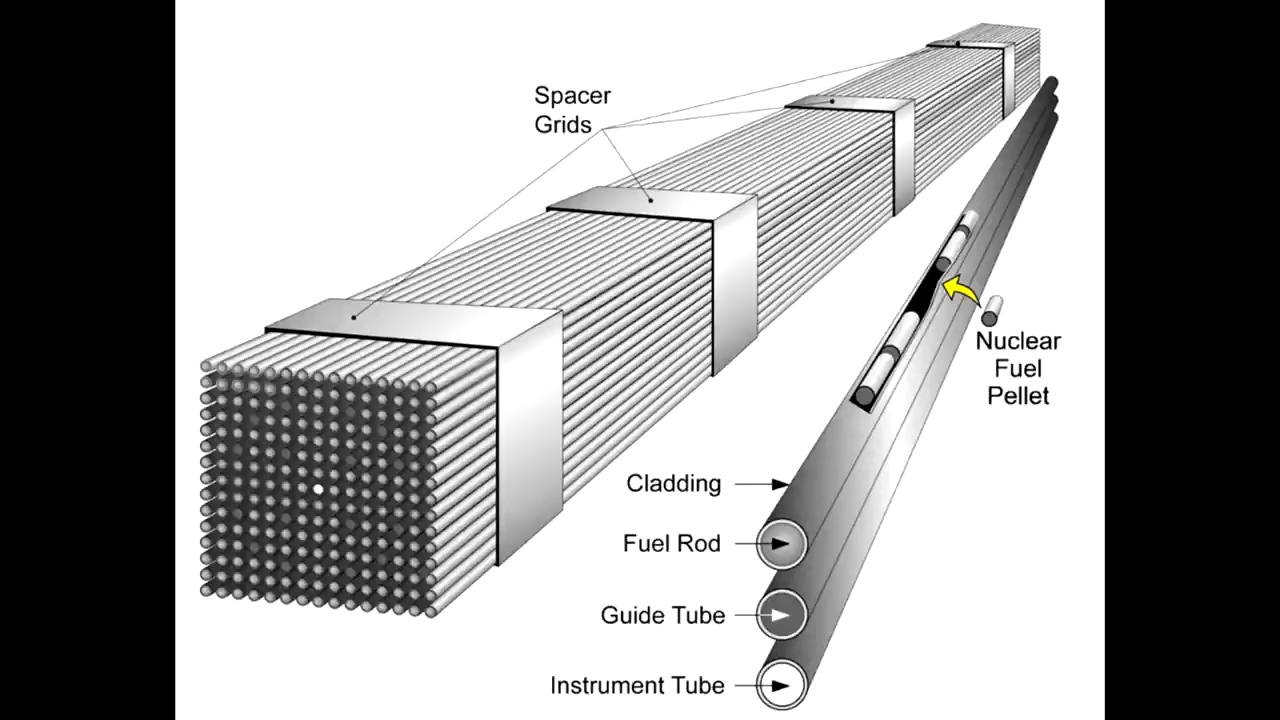 Spacer
Grids
Nuclear
Fuel
Pellet
Cladding
Fuel Rod
Guide Tube
Instrument Tube